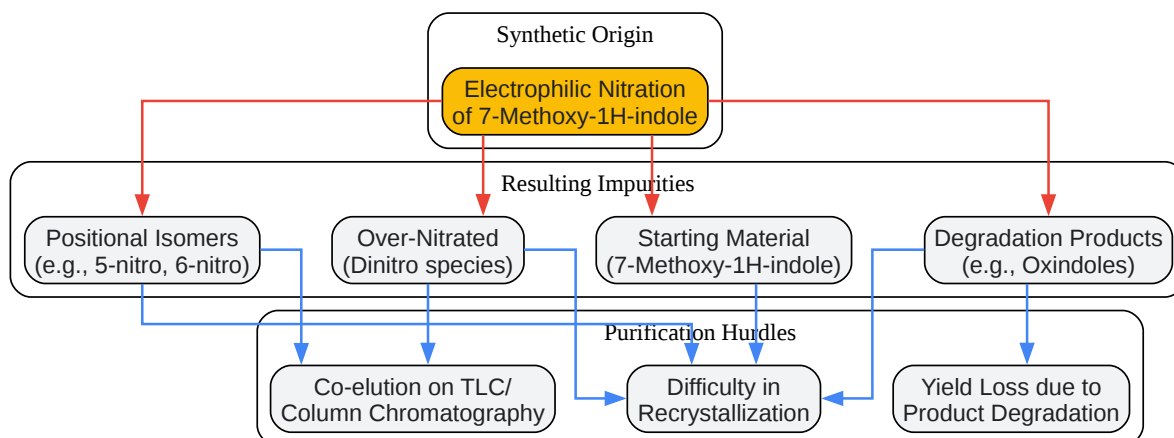 Synthetic Origin
Electrophilic Nitration
of 7-Methoxy-1H-indole
Resulting Impurities
Positional Isomers
(e.g., 5-nitro, 6-nitro)
Over-Nitrated
(Dinitro species)
Starting Material
(7-Methoxy-1H-indole)
Degradation Products
(e.g., Oxindoles)
Purification Hurdles
Co-elution on TLC/
Column Chromatography
Difficulty in
Recrystallization
Yield Loss due to
Product Degradation